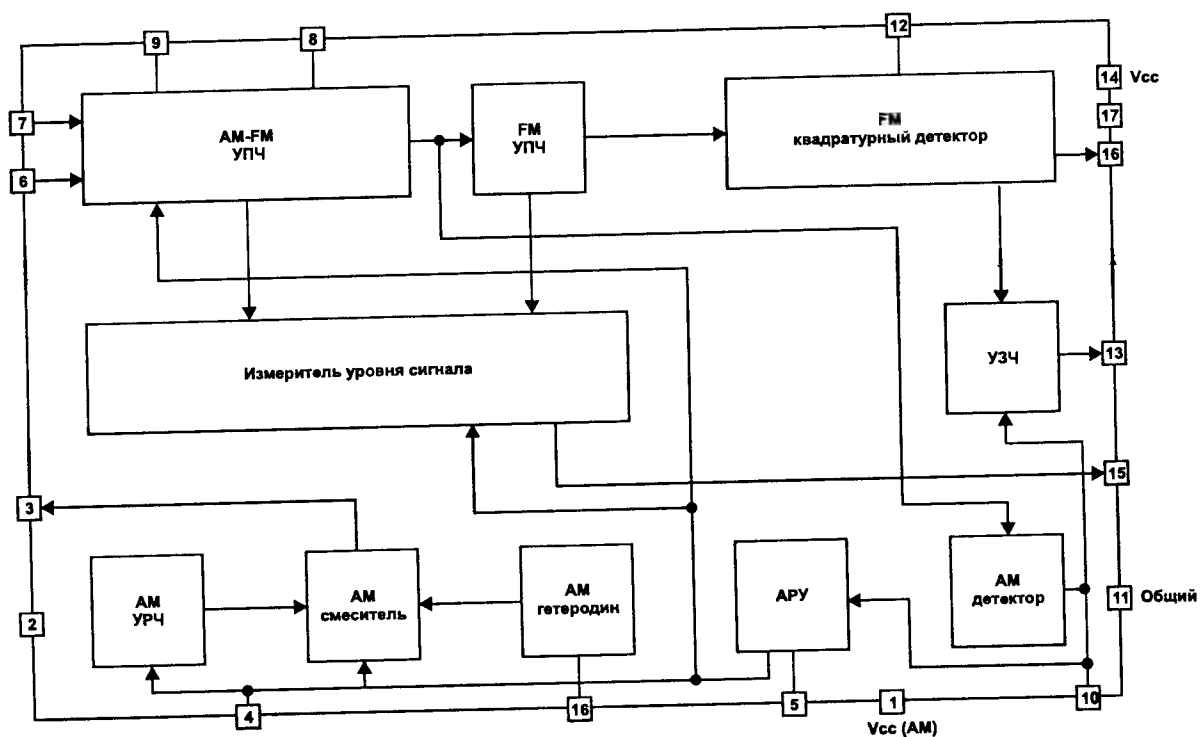 9
8
12
14 Vcc
7
17
AM-FM
УПЧ
FM
УПЧ
FM
квадратурный детектор
16
6
Измеритель уровня сигнала
УЗЧ
13
15
3
AM
УРЧ
AM
смеситель
AM
гетеродин
АРУ
AM
детектор
11 Общий
2
4
16
5
1
10
Vcc (AM)